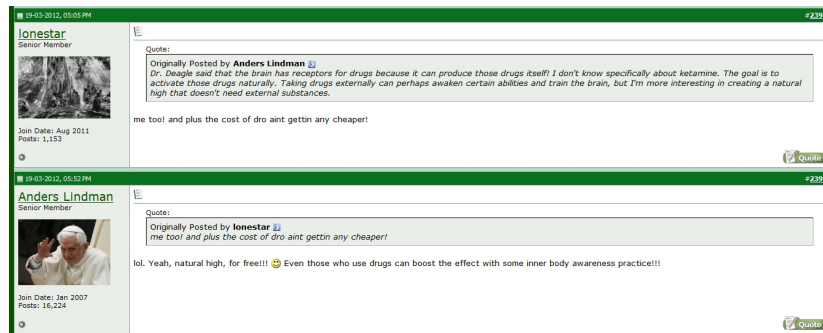 19-03-2012, 05:05 PM #239
lonestar
Senior Member
Join Date: Aug 2011
Posts: 1,153
Quote:
Originally Posted by Anders Lindman
Dr. Deagle said that the brain has receptors for drugs because it can produce those drugs itself! I don't know specifically about ketamine. The goal is to
activate those drugs naturally. Taking drugs externally can perhaps awaken certain abilities and train the brain, but I'm more interesting in creating a natural
high that doesn't need external substances.
me too! and plus the cost of dro aint gettin any cheaper!
Quote
19-03-2012, 05:52 PM #239
Anders Lindman
Senior Member
Join Date: Jan 2007
Posts: 16,224
Quote:
Originally Posted by lonestar
me too! and plus the cost of dro aint gettin any cheaper!
lol. Yeah, natural high, for free!!! Even those who use drugs can boost the effect with some inner body awareness practice!!!
Quote